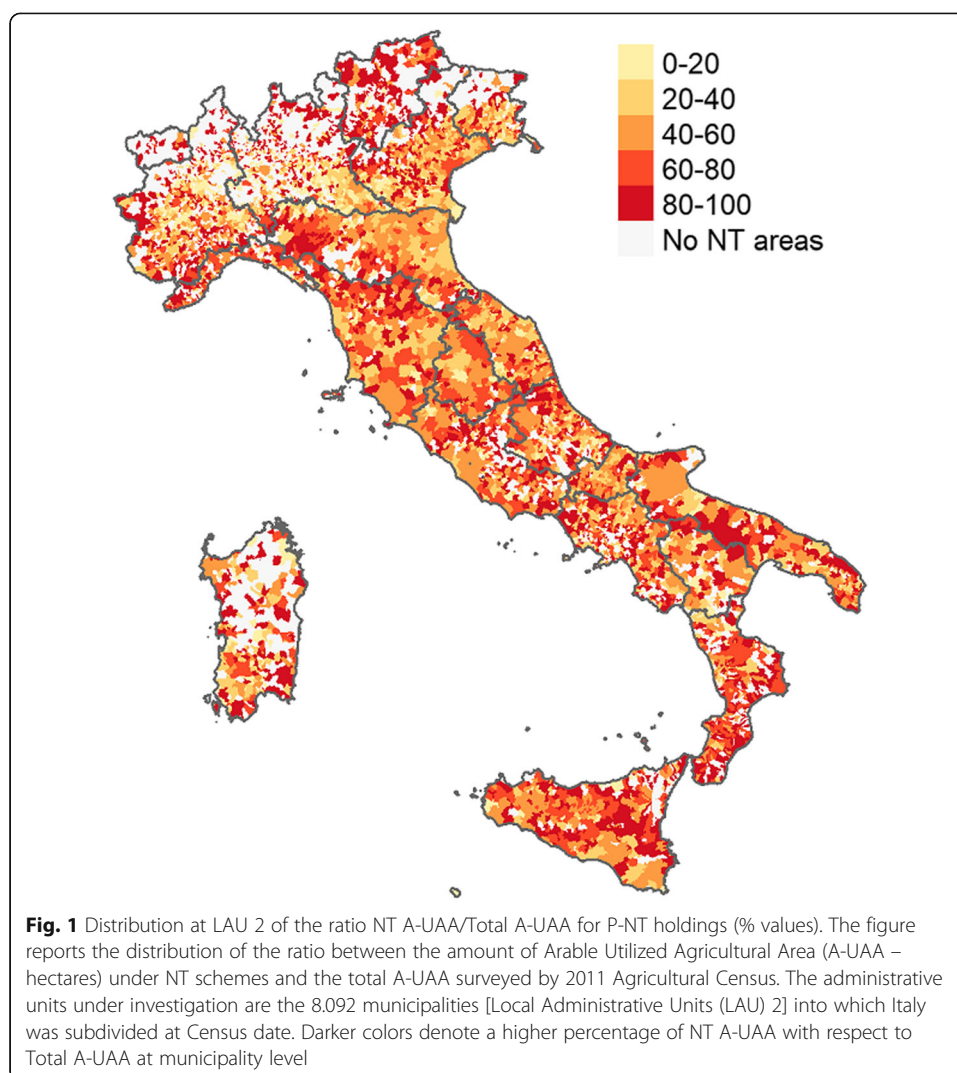 0-20
20-40
40-60
60-80
80-100
No NT areas
Fig. 1 Distribution at LAU 2 of the ratio NT A-UAA/Total A-UAA for P-NT holdings (% values). The figure
reports the distribution of the ratio between the amount of Arable Utilized Agricultural Area (A-UAA –
hectares) under NT schemes and the total A-UAA surveyed by 2011 Agricultural Census. The administrative
units under investigation are the 8.092 municipalities [Local Administrative Units (LAU) 2] into which Italy
was subdivided at Census date. Darker colors denote a higher percentage of NT A-UAA with respect to
Total A-UAA at municipality level